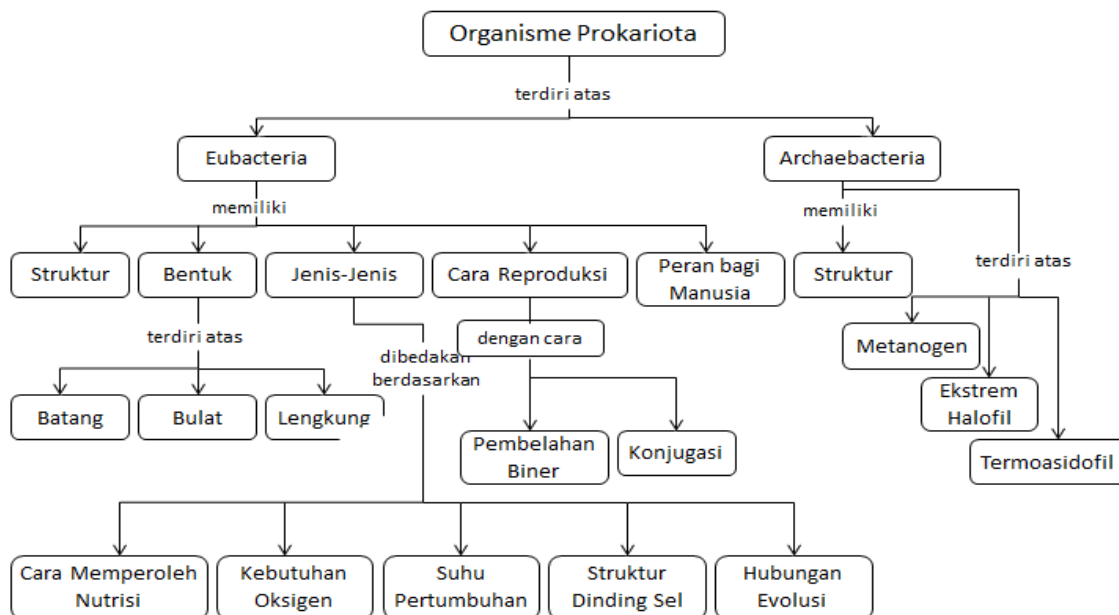 Organisme Prokariota
terdiri atas
Eubacteria
Archaebacteria
memiliki
memiliki
terdiri atas
Struktur
Bentuk
Jenis-Jenis
Cara Reproduksi
Peran bagi
Manusia
Struktur
terdiri atas
dibedakan
berdasarkan
dengan cara
Metanogen
Ekstrem
Halofil
Termoasidofil
Batang
Bulat
Lengkung
Pembelahan
Biner
Konjugasi
Cara Memperoleh
Nutrisi
Kebutuhan
Oksigen
Suhu
Pertumbuhan
Struktur
Dinding Sel
Hubungan
Evolusi